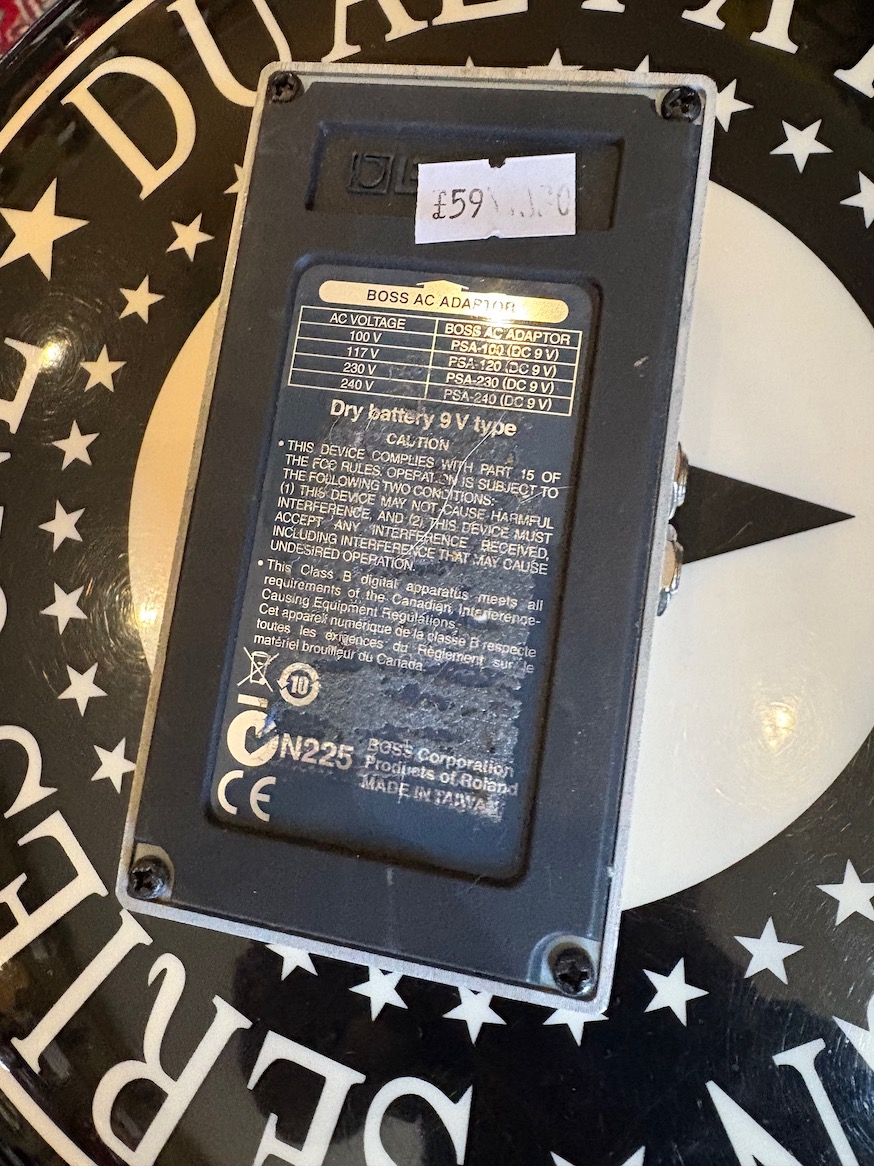 £59
BOSS AC ADAPTOR
AC VOLTAGE BOSS AC ADAPTOR
100 V PSA-100 (DC 9 V)
117 V PSA-120 (DC 9 V)
230 V PSA-230 (DC 9 V)
240 V PSA-240 (DC 9 V)
Dry battery 9 V type
CAUTION
• THIS DEVICE COMPLIES WITH PART 15 OF
THE FCC RULES. OPERATION IS SUBJECT TO
THE FOLLOWING TWO CONDITIONS:
(1) THIS DEVICE MAY NOT CAUSE HARMFUL
INTERFERENCE, AND (2) THIS DEVICE MUST
ACCEPT ANY INTERFERENCE RECEIVED,
INCLUDING INTERFERENCE THAT MAY CAUSE
UNDESIRED OPERATION.
• This Class B digital apparatus meets all
requirements of the Canadian Interference-
Causing Equipment Regulations.
Cet appareil numérique de la classe B respecte
toutes les exigences du Règlement sur le
matériel brouilleur du Canada.
10
N225
BOSS Corporation
Products of Roland
MADE IN TAIWAN
CE
DUAL